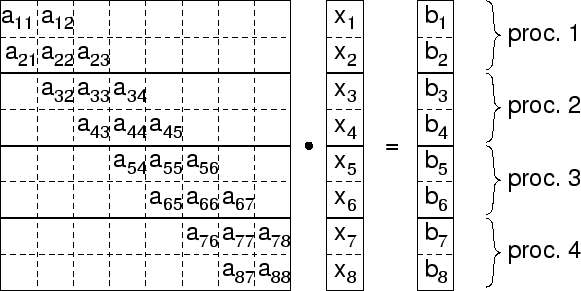 a11 a12 x1 b1
proc. 1
a21 a22 a23 x2 b2
a32 a33 a34 x3 b3
proc. 2
a43 a44 a45 x4 b4
• =
a54 a55 a56 x5 b5
proc. 3
a65 a66 a67 x6 b6
a76 a77 a78 x7 b7
proc. 4
a87 a88 x8 b8